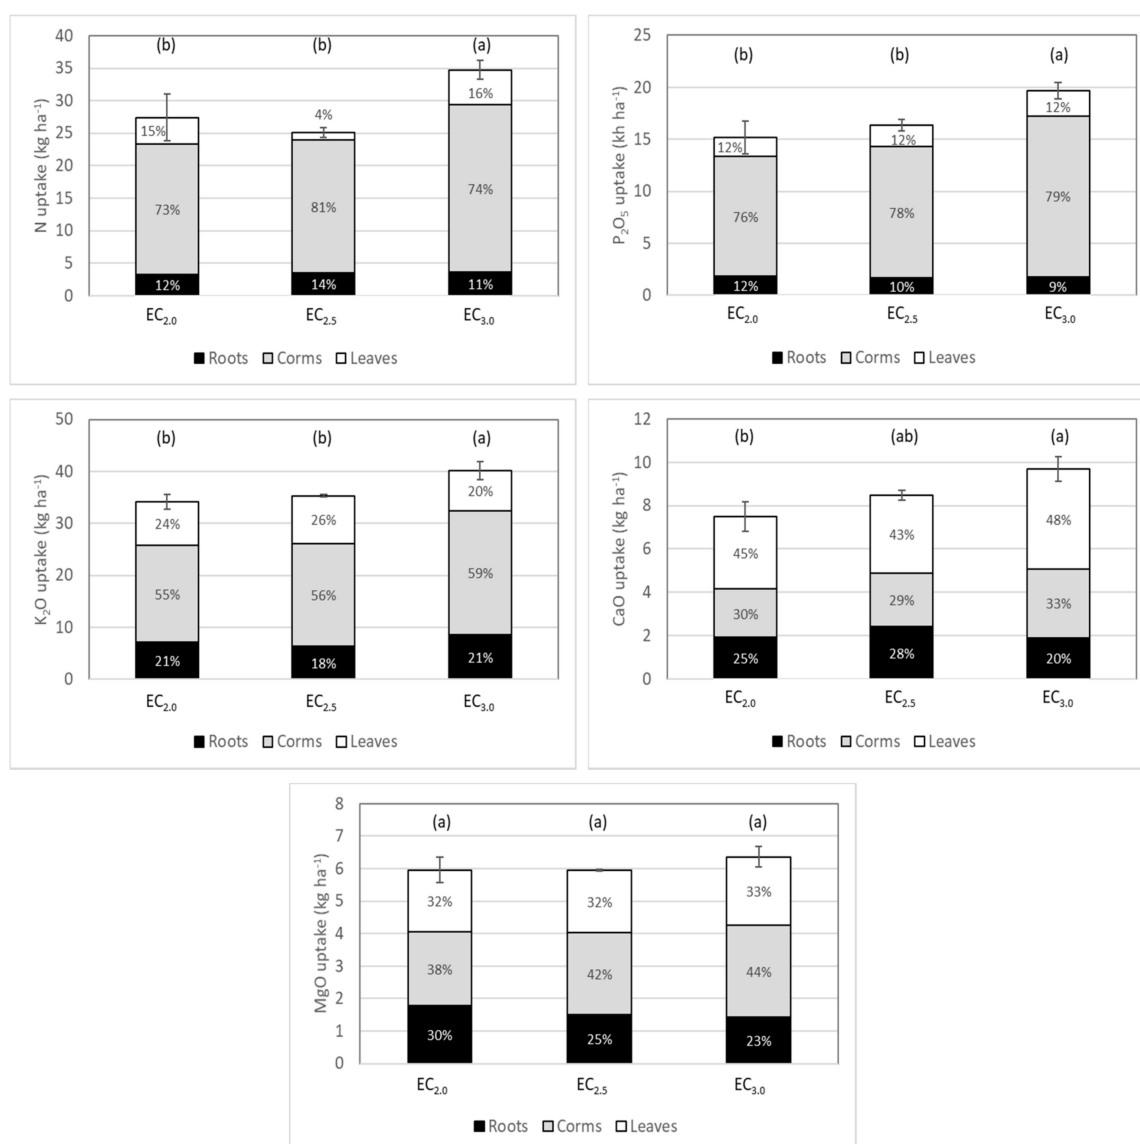 N uptake (kg ha⁻¹)
40
35
30
25
20
15
10
5
0
(b) (b) (a)
15% 4% 16%
73% 81% 74%
12% 14% 11%
EC2.0 EC2.5 EC3.0
Roots Corms Leaves
P₂O₅ uptake (kh ha⁻¹)
25
20
15
10
5
0
(b) (b) (a)
12% 12% 12%
76% 78% 79%
12% 10% 9%
EC2.0 EC2.5 EC3.0
Roots Corms Leaves
K₂O uptake (kg ha⁻¹)
50
40
30
20
10
0
(b) (b) (a)
24% 26% 20%
55% 56% 59%
21% 18% 21%
EC2.0 EC2.5 EC3.0
Roots Corms Leaves
CaO uptake (kg ha⁻¹)
12
10
8
6
4
2
0
(b) (ab) (a)
45% 43% 48%
30% 29% 33%
25% 28% 20%
EC2.0 EC2.5 EC3.0
Roots Corms Leaves
MgO uptake (kg ha⁻¹)
8
7
6
5
4
3
2
1
0
(a) (a) (a)
32% 32% 33%
38% 42% 44%
30% 25% 23%
EC2.0 EC2.5 EC3.0
Roots Corms Leaves